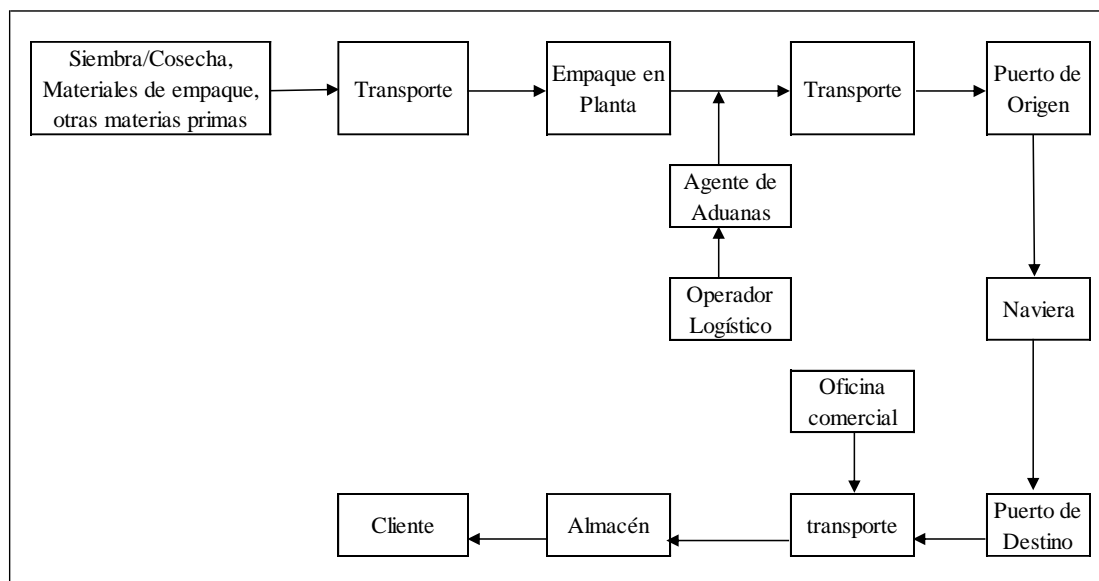 Siembra/Cosecha,
Materiales de empaque,
otras materias primas
Transporte
Empaque en
Planta
Transporte
Puerto de
Origen
Agente de
Aduanas
Operador
Logístico
Naviera
Oficina
comercial
Cliente
Almacén
transporte
Puerto de
Destino